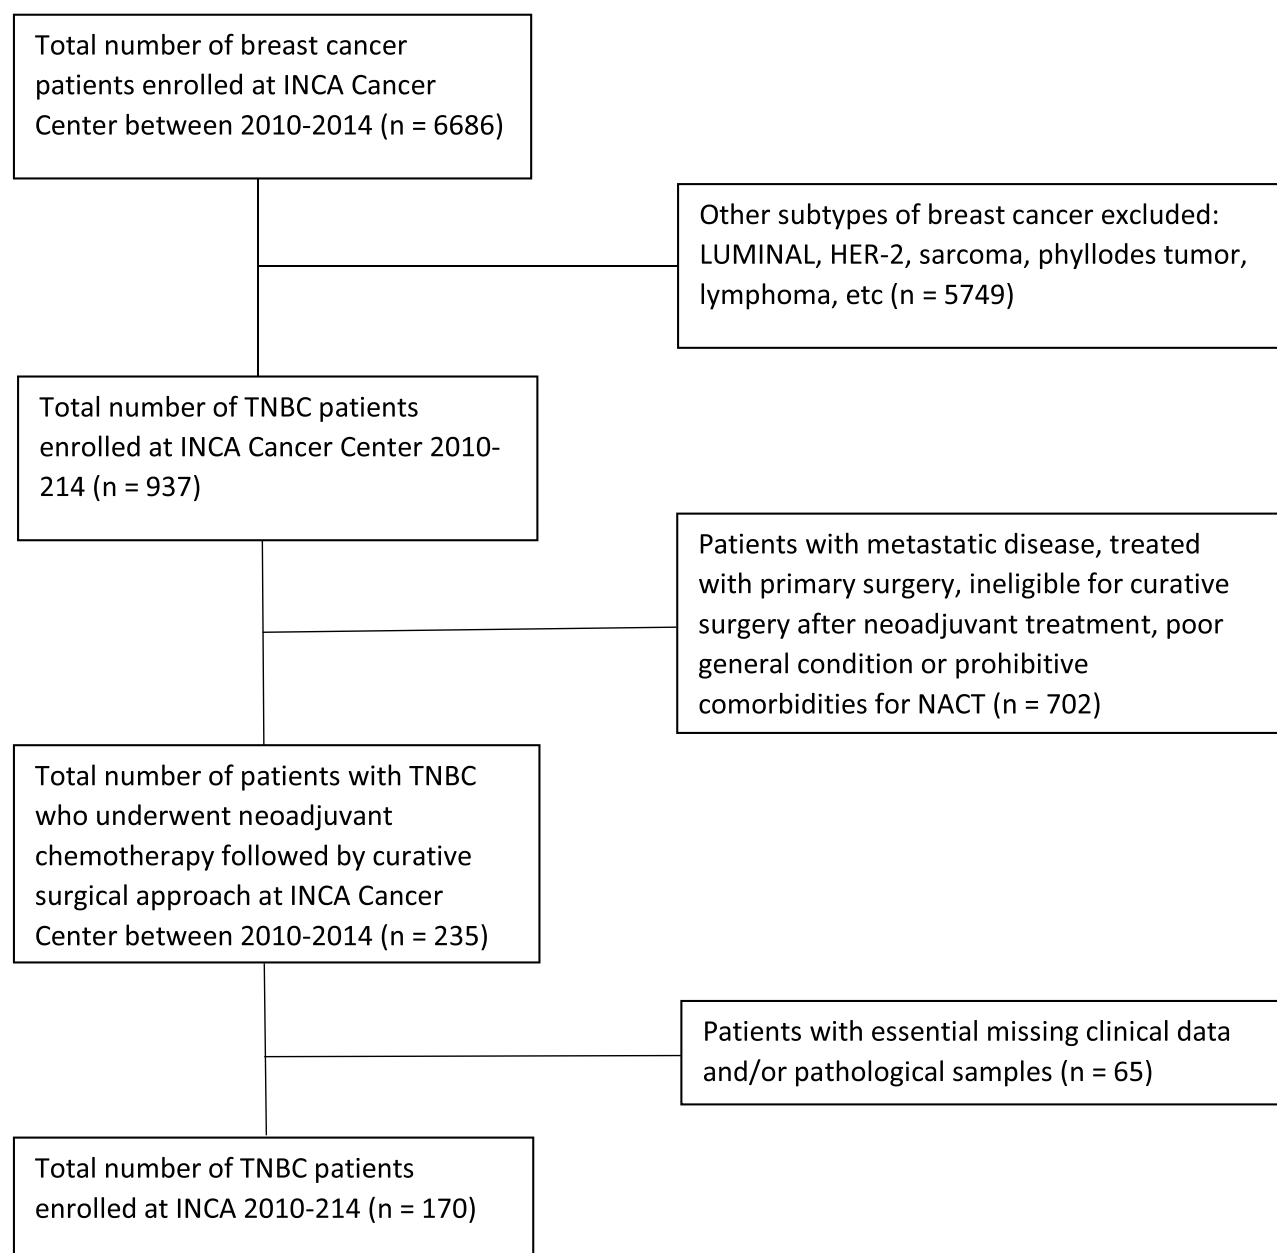 Total number of breast cancer
patients enrolled at INCA Cancer
Center between 2010-2014 (n = 6686)
Other subtypes of breast cancer excluded:
LUMINAL, HER-2, sarcoma, phyllodes tumor,
lymphoma, etc (n = 5749)
Total number of TNBC patients
enrolled at INCA Cancer Center 2010-
214 (n = 937)
Patients with metastatic disease, treated
with primary surgery, ineligible for curative
surgery after neoadjuvant treatment, poor
general condition or prohibitive
comorbidities for NACT (n = 702)
Total number of patients with TNBC
who underwent neoadjuvant
chemotherapy followed by curative
surgical approach at INCA Cancer
Center between 2010-2014 (n = 235)
Patients with essential missing clinical data
and/or pathological samples (n = 65)
Total number of TNBC patients
enrolled at INCA 2010-214 (n = 170)